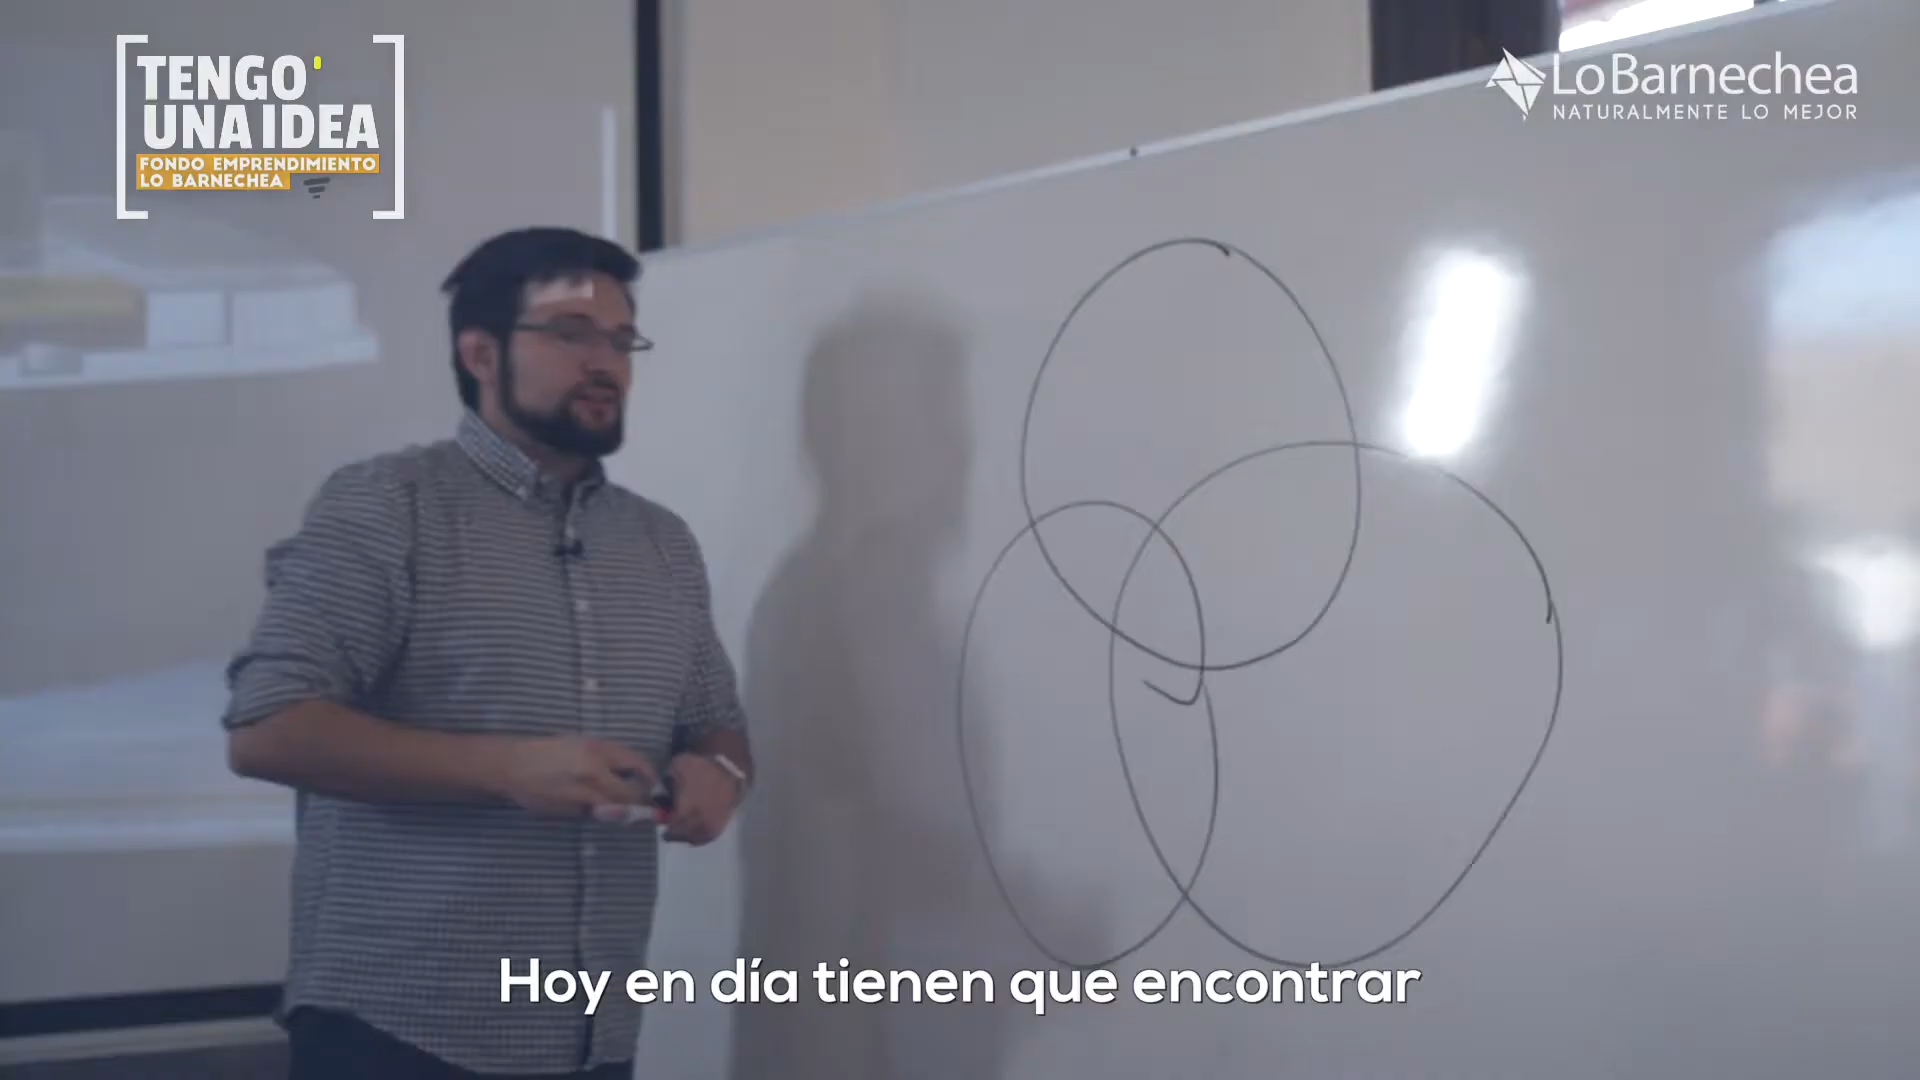 TENGO
UNA IDEA
FONDO EMPRENDIMIENTO
LO BARNECHEA
LoBarnechea
NATURALMENTE LO MEJOR
Hoy en día tienen que encontrar